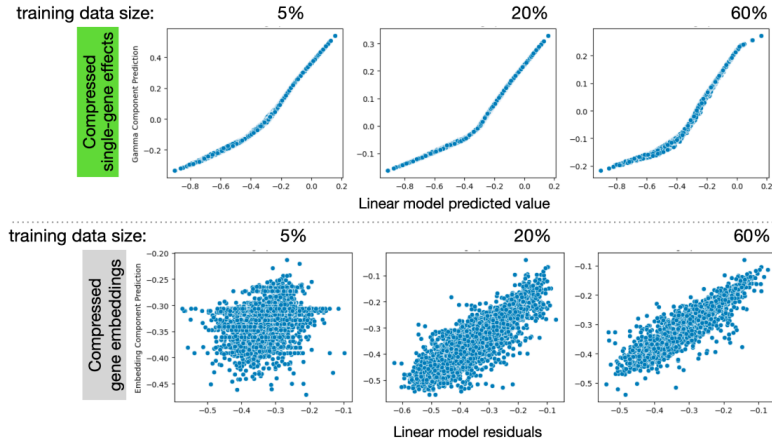 training data size: 5% 20% 60%
Compressed
single-gene effects
Gamma Component Prediction
0.4
0.2
0.0
−0.2
−0.8 −0.6 −0.4 −0.2 0.0 0.2
0.3
0.2
0.1
0.0
−0.1
−0.8 −0.6 −0.4 −0.2 0.0 0.2
0.2
0.1
0.0
−0.1
−0.2
−0.8 −0.6 −0.4 −0.2 0.0 0.2
Linear model predicted value
training data size: 5% 20% 60%
Compressed
gene embeddings
Embedding Component Prediction
−0.20
−0.25
−0.30
−0.35
−0.40
−0.45
−0.5 −0.4 −0.3 −0.2 −0.1
−0.1
−0.2
−0.3
−0.4
−0.5
−0.6 −0.5 −0.4 −0.3 −0.2 −0.1
−0.1
−0.2
−0.3
−0.4
−0.5
−0.5 −0.4 −0.3 −0.2 −0.1
Linear model residuals